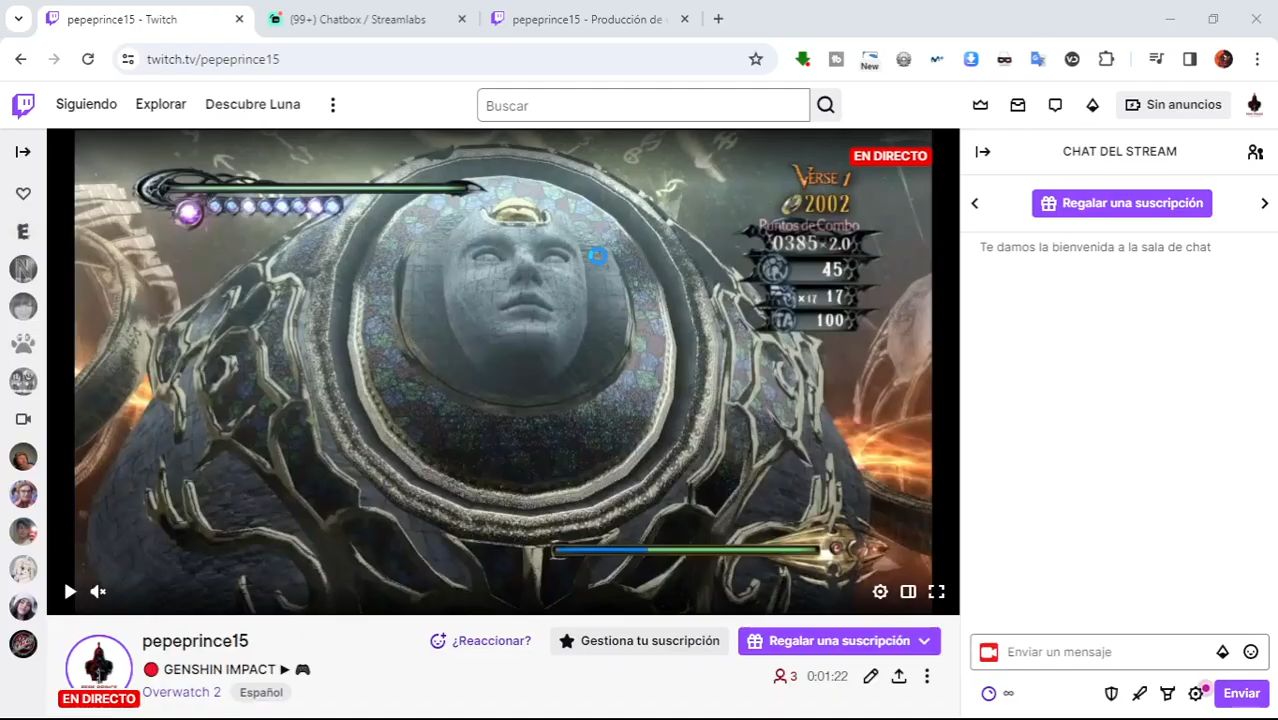 pepeprince15 - Twitch
(99+) Chatbox / Streamlabs
pepeprince15 - Producción de
twitch.tv/pepeprince15
New
Siguiendo
Explorar
Descubre Luna
Buscar
Sin anuncios
EN DIRECTO
VERSE 1
2002
Puntos de Combo
0385×2.0
45
×17 17
TA 100
CHAT DEL STREAM
Regalar una suscripción
Te damos la bienvenida a la sala de chat
pepeprince15
GENSHIN IMPACT
Overwatch 2
Español
EN DIRECTO
¿Reaccionar?
Gestiona tu suscripción
Regalar una suscripción
3
0:01:22
Enviar un mensaje
∞
Enviar